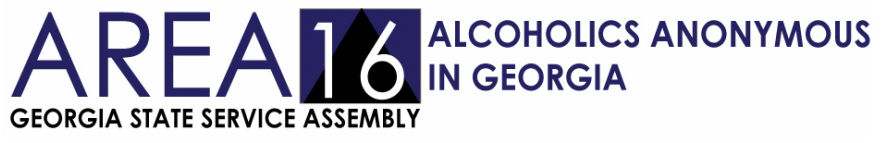 AREA 16
GEORGIA STATE SERVICE ASSEMBLY
ALCOHOLICS ANONYMOUS
IN GEORGIA